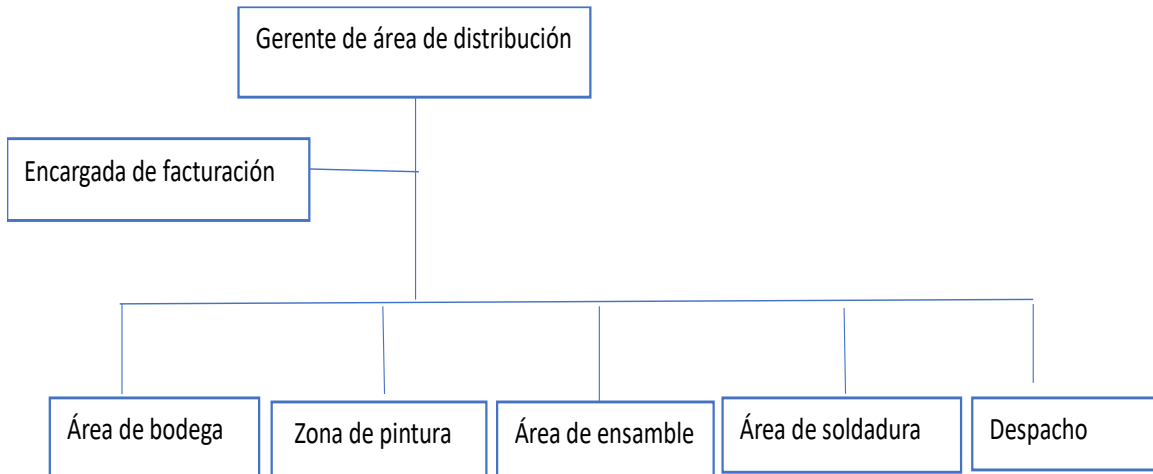 Gerente de área de distribución
Encargada de facturación
Área de bodega
Zona de pintura
Área de ensamble
Área de soldadura
Despacho